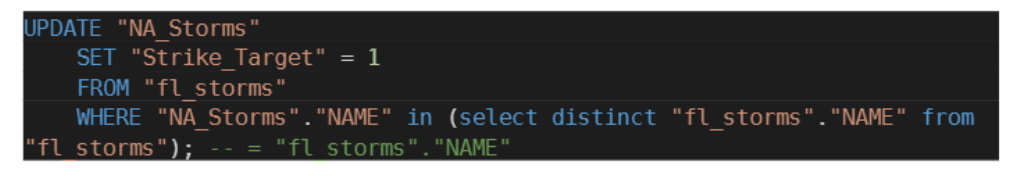 UPDATE "NA_Storms"
SET "Strike_Target" = 1
FROM "fl_storms"
WHERE "NA_Storms"."NAME" in (select distinct "fl_storms"."NAME" from
"fl_storms"); -- = "fl_storms"."NAME"